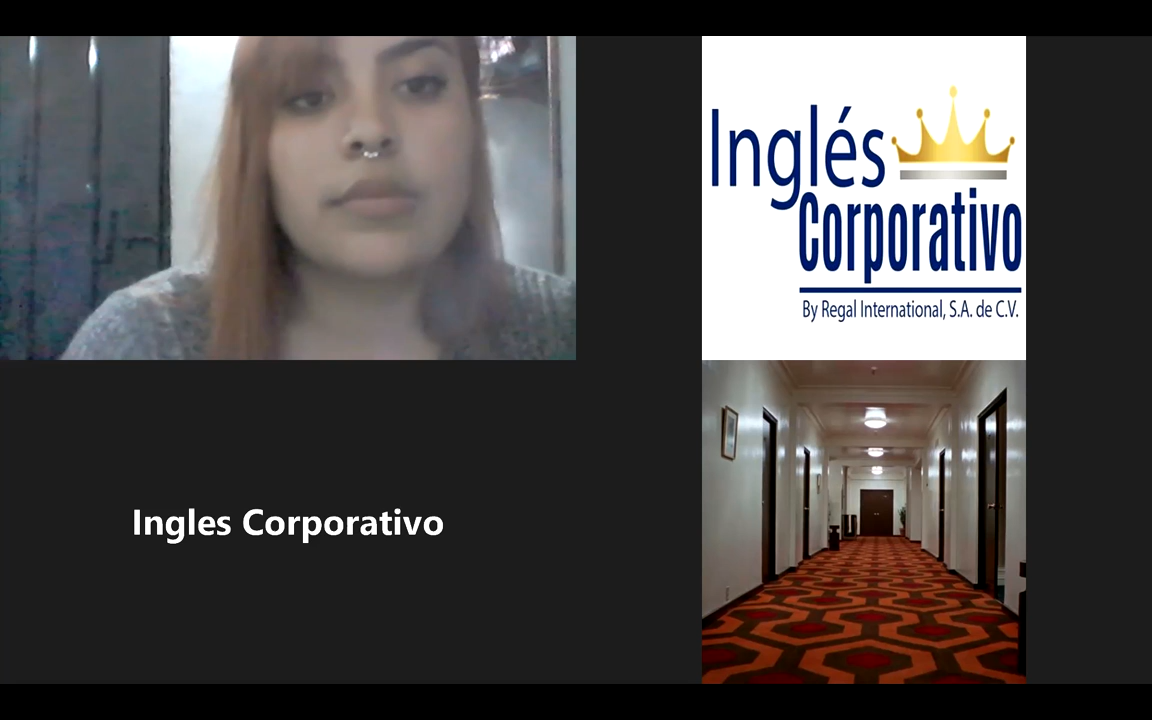 Inglés
Corporativo
By Regal International, S.A. de C.V.
Ingles Corporativo